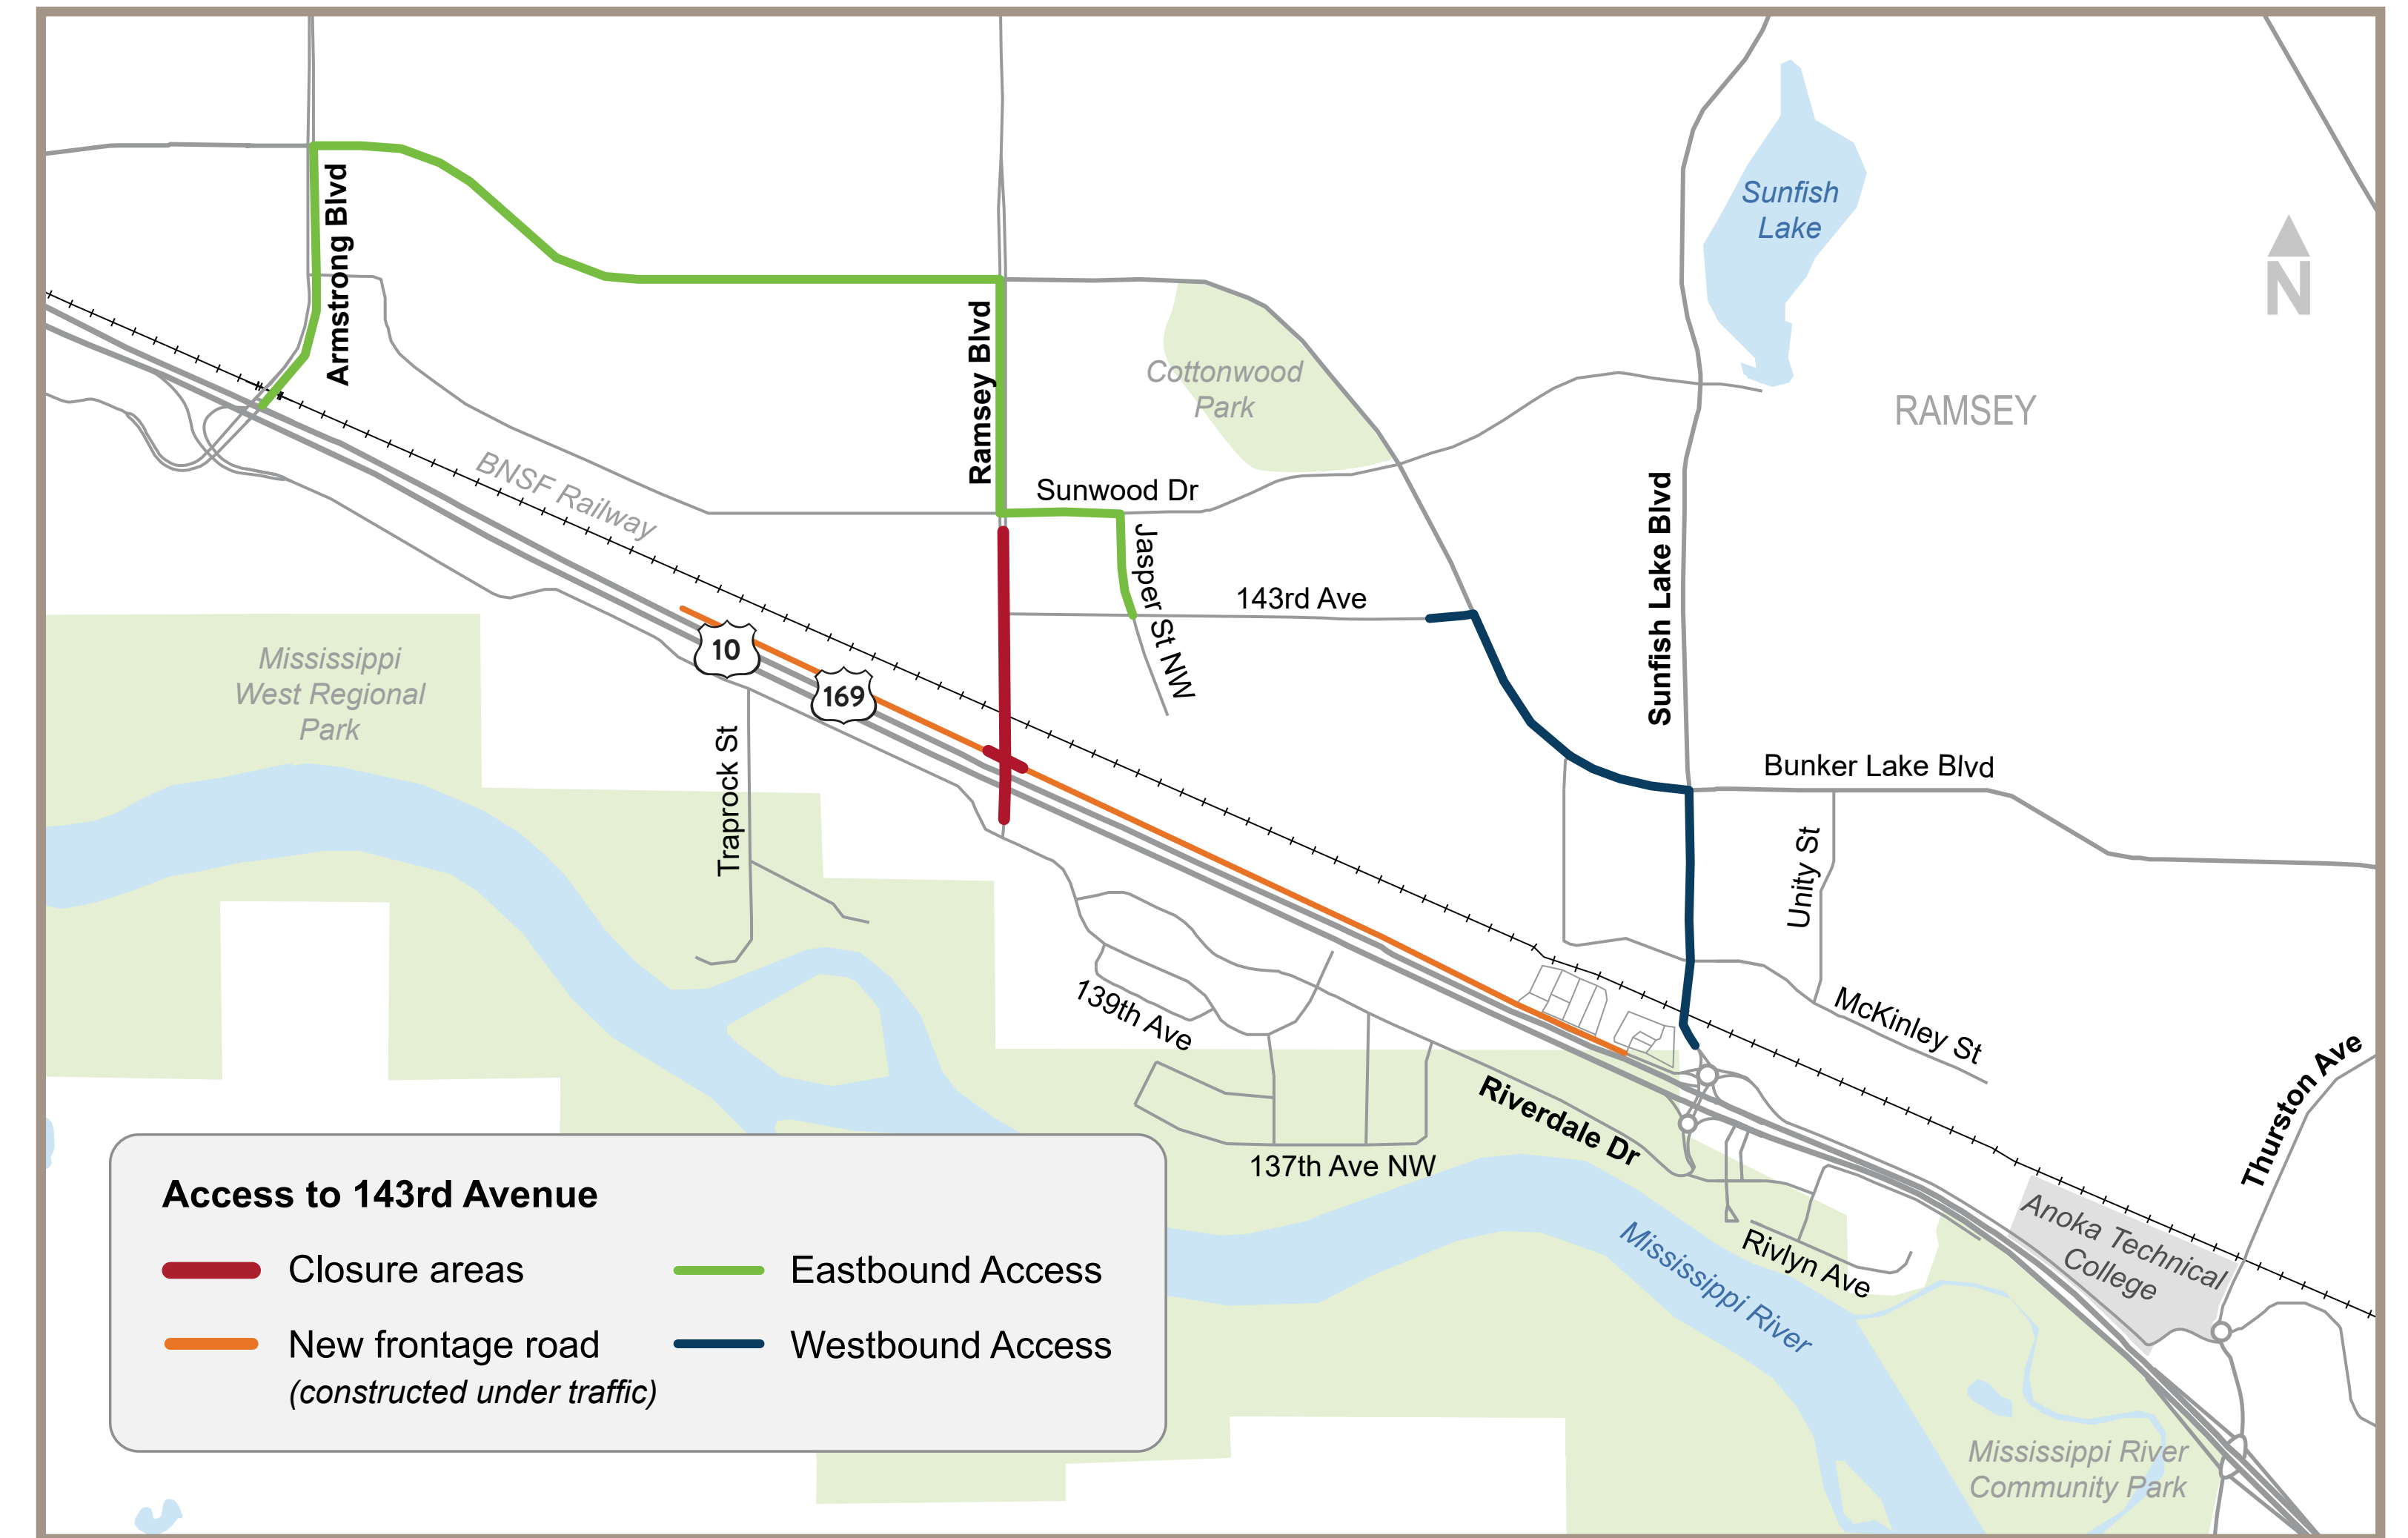 Armstrong Blvd
Sunfish
Lake
N
Ramsey Blvd
Cottonwood
Park
RAMSEY
BNSF Railway
Sunwood Dr
Jasper St NW
143rd Ave
Sunfish Lake Blvd
10
169
Mississippi
West Regional
Park
Traprock St
Bunker Lake Blvd
Unity St
McKinley St
139th Ave
Riverdale Dr
137th Ave NW
Thurston Ave
Anoka Technical
College
Rivlyn Ave
Mississippi River
Mississippi River
Community Park
Access to 143rd Avenue
Closure areas
Eastbound Access
New frontage road
(constructed under traffic)
Westbound Access